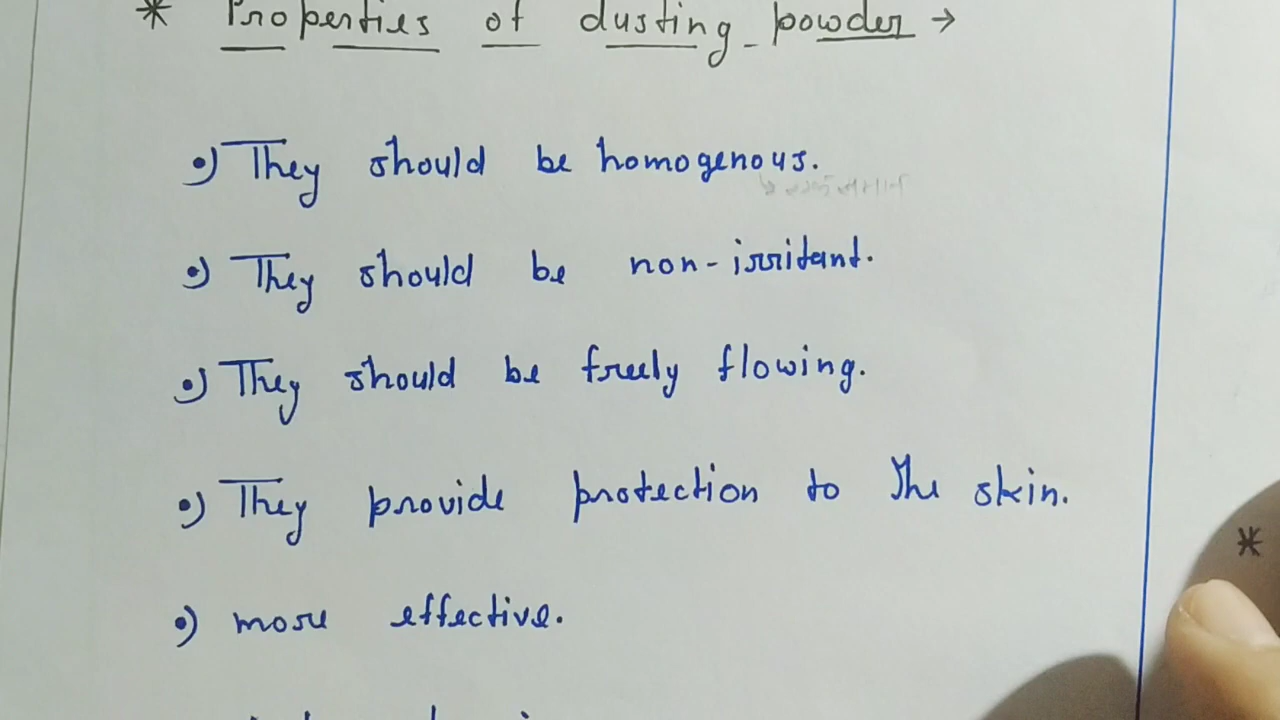 * Properties of dusting powder →
•) They should be homogenous.
•) They should be non-irritant.
•) They should be freely flowing.
•) They provide protection to the skin.
•) more effective.
*